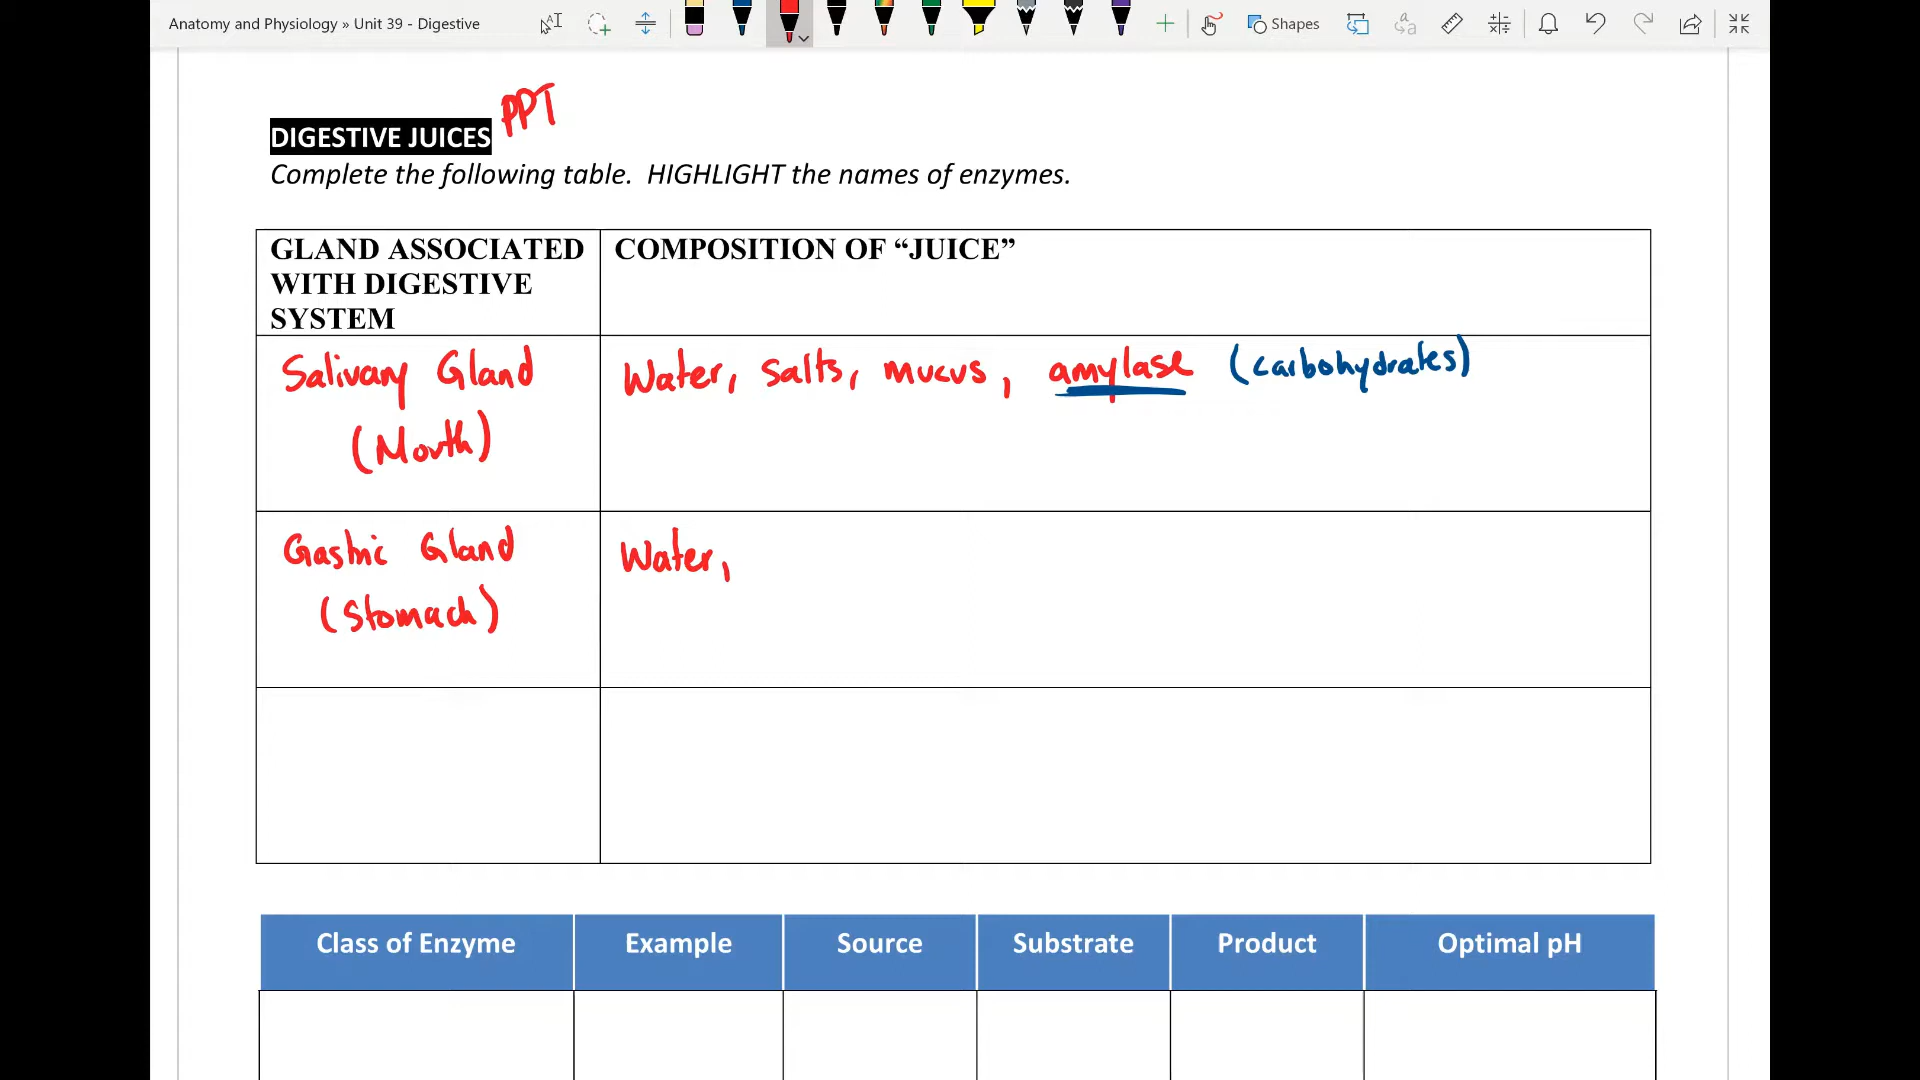 Anatomy and Physiology » Unit 39 - Digestive
Shapes
PPT
DIGESTIVE JUICES
Complete the following table. HIGHLIGHT the names of enzymes.
GLAND ASSOCIATED
WITH DIGESTIVE
SYSTEM
COMPOSITION OF “JUICE”
Salivary Gland
(Mouth)
Water, salts, mucus, amylase (carbohydrates)
Gastric Gland
(Stomach)
Water,
Class of Enzyme
Example
Source
Substrate
Product
Optimal pH